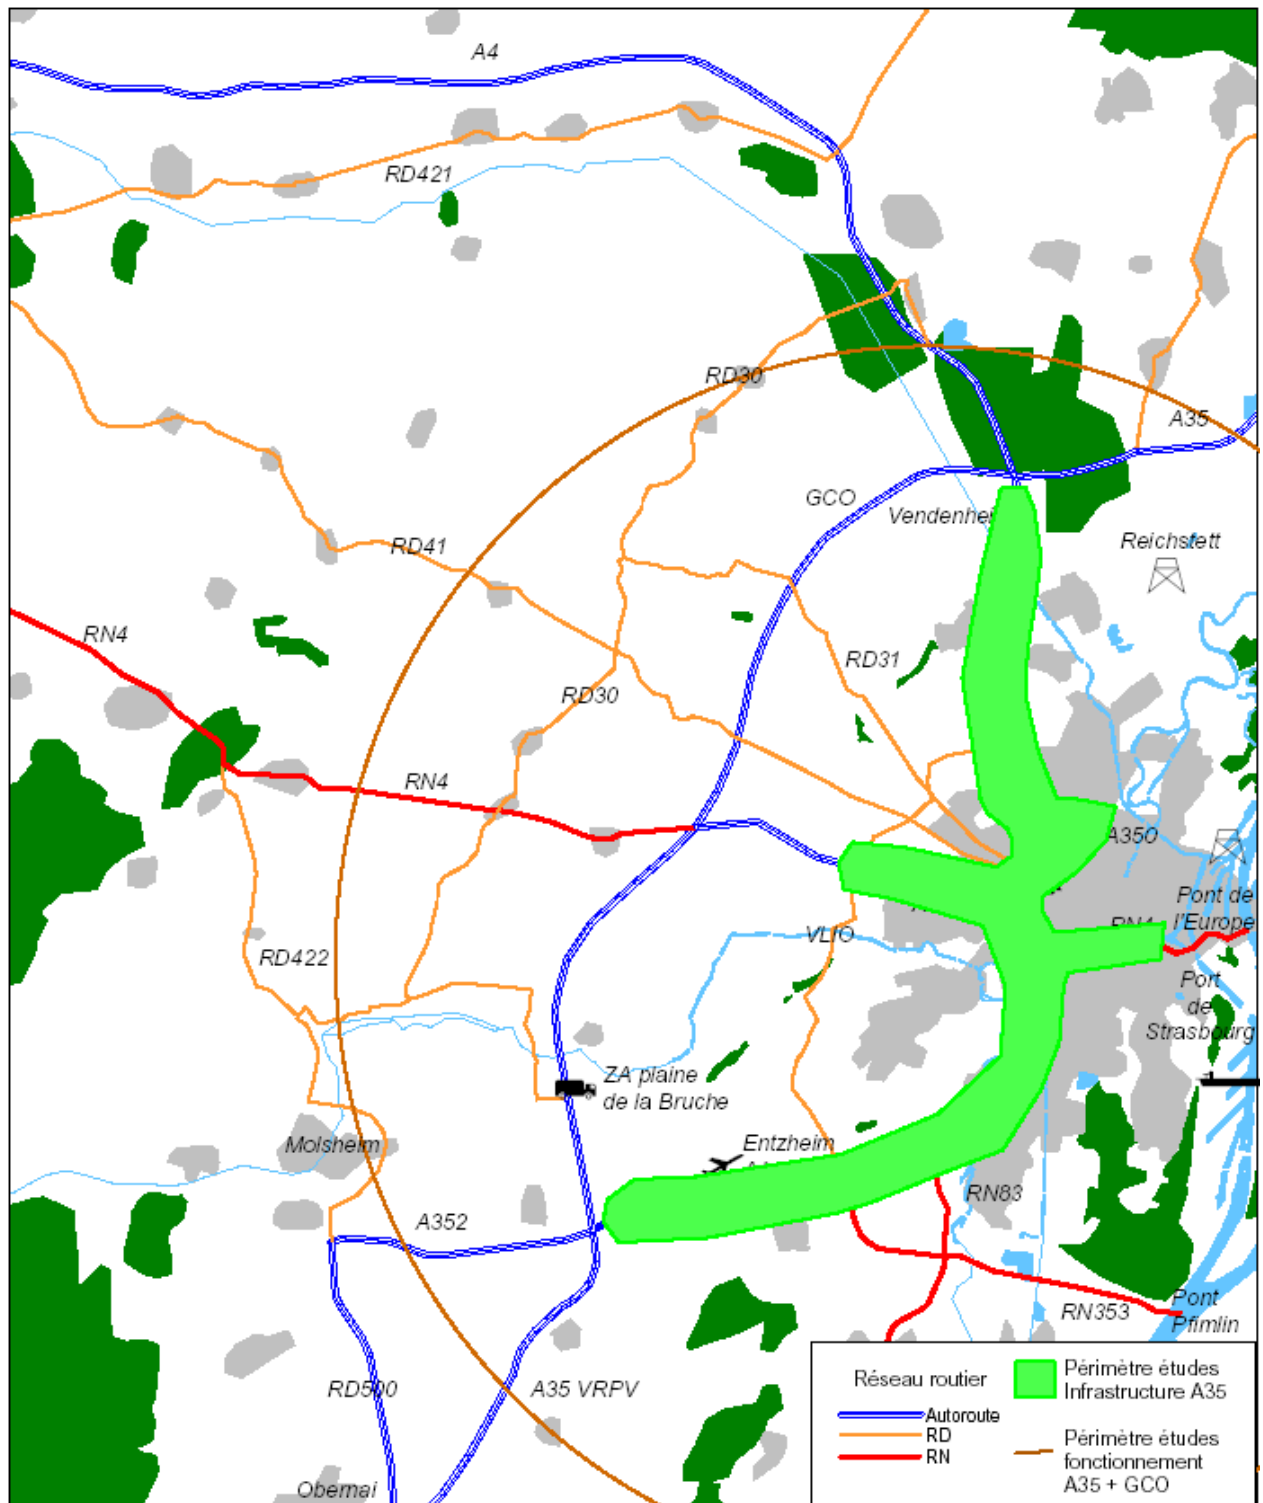 A4
RD421
RD30
A35
GCO
Vendenhei
Reichstett
RD41
RN4
RD31
RD30
RN4
A350
Pont de
l'Europe
RN4
VLIO
RD422
Port
de
Strasbourg
ZA plaine
de la Bruche
Molsheim
Entzheim
RN83
A352
RN353
Pont
Pfimlin
RD500
A35 VRPV
Obernai
Réseau routier
Autoroute
RD
RN
Périmètre études
Infrastructure A35
Périmètre études
fonctionnement
A35 + GCO